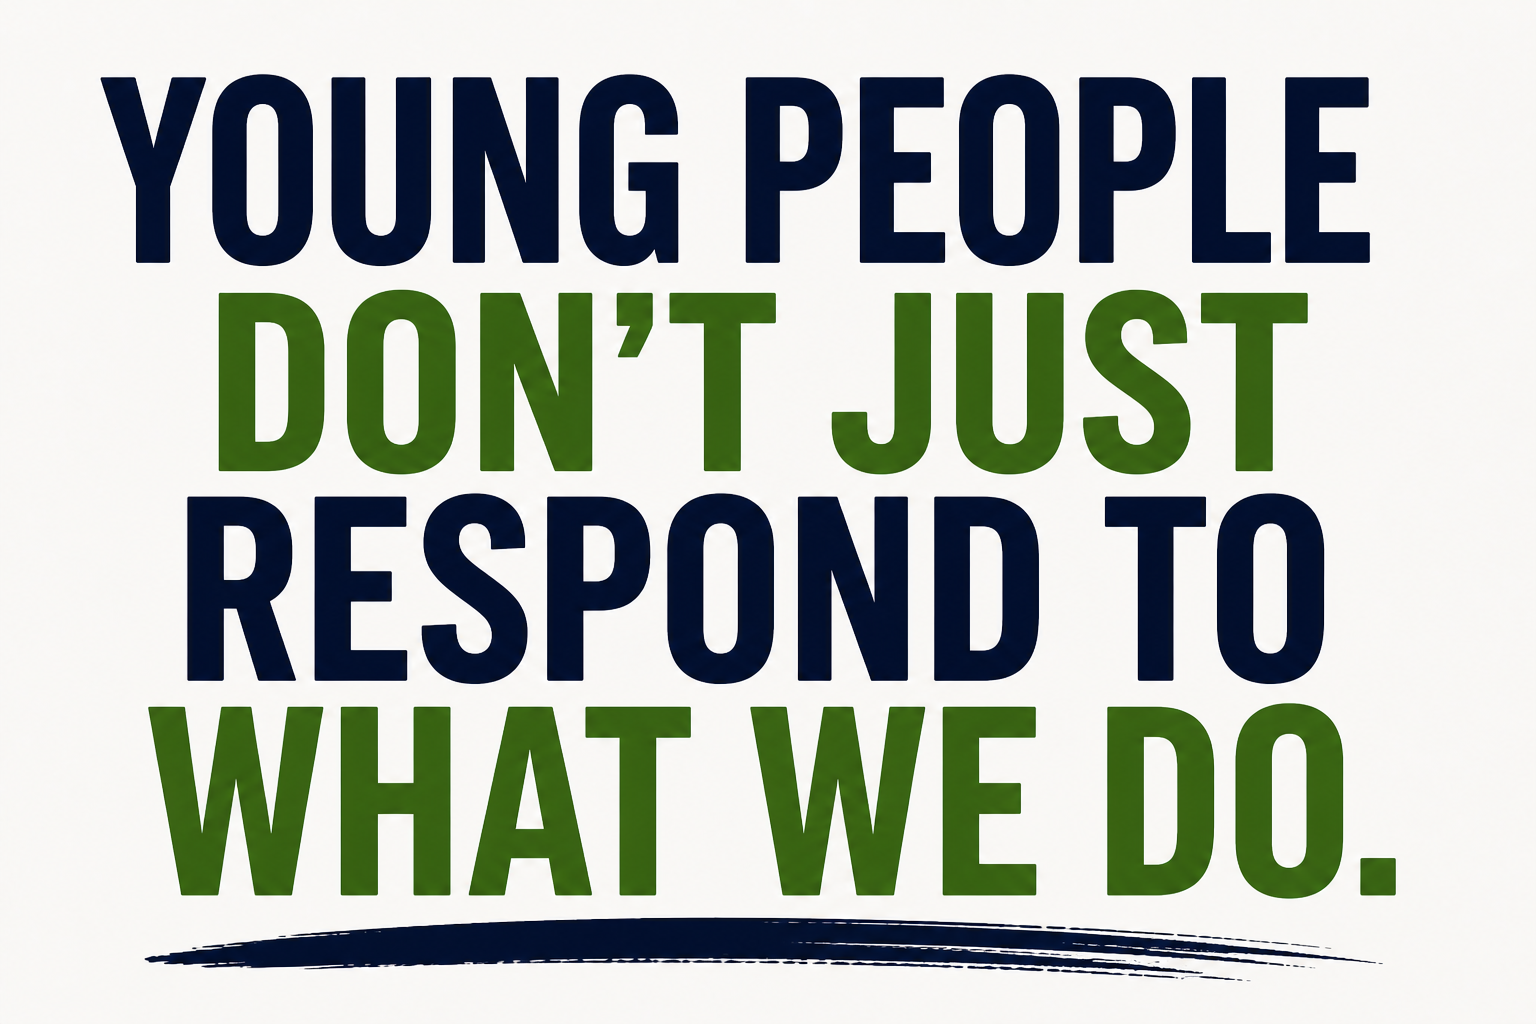 YOUNG PEOPLE
DON’T JUST
RESPOND TO
WHAT WE DO.